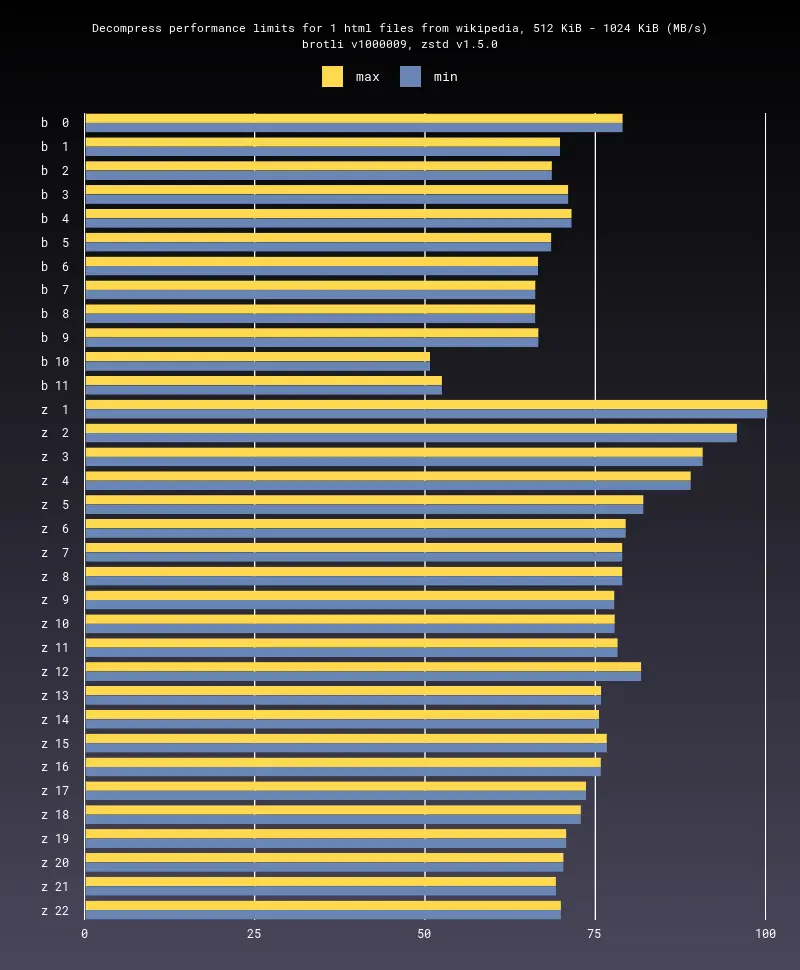 Decompress performance limits for 1 html files from wikipedia, 512 KiB - 1024 KiB (MB/s)
brotli v1000009, zstd v1.5.0
max min
b 0
b 1
b 2
b 3
b 4
b 5
b 6
b 7
b 8
b 9
b 10
b 11
z 1
z 2
z 3
z 4
z 5
z 6
z 7
z 8
z 9
z 10
z 11
z 12
z 13
z 14
z 15
z 16
z 17
z 18
z 19
z 20
z 21
z 22
0 25 50 75 100